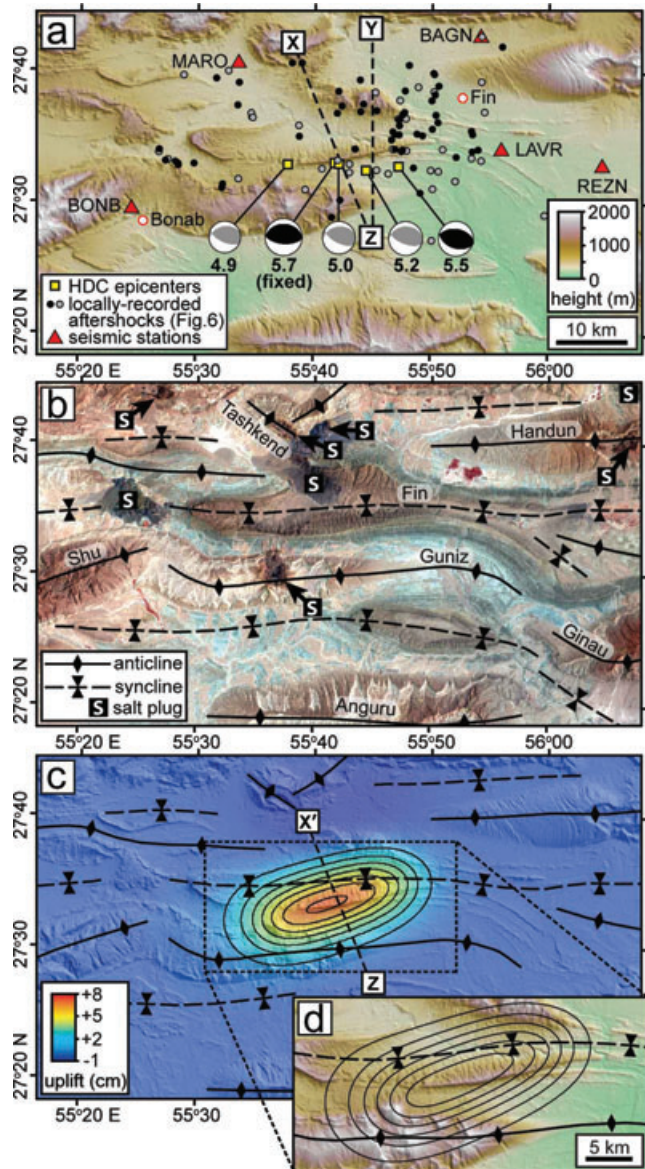 a
X
Y
BAGN
MARO
Fin
LAVR
REZN
BONB
Bonab
Z
4.9
5.7
(fixed)
5.0
5.2
5.5
HDC epicenters
locally-recorded
aftershocks (Fig.6)
seismic stations
2000
1000
0
height (m)
10 km
27°40
27°30
27°20 N
55°20 E
55°30
55°40
55°50
56°00
b
S
S
S
S
S
S
S
S
Tashkend
Handun
Fin
Shu
Guniz
Ginau
Anguru
anticline
syncline
S salt plug
27°40
27°30
27°20 N
55°20 E
55°30
55°40
55°50
56°00
c
X'
Z
+8
+5
+2
-1
uplift (cm)
27°40
27°30
27°20 N
55°20 E
55°30
d
5 km